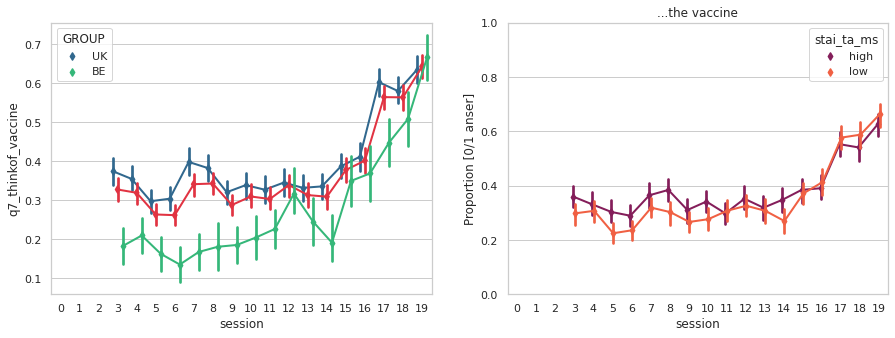 GROUP
UK
BE
q7_thinkof_vaccine
0.7
0.6
0.5
0.4
0.3
0.2
0.1
0 1 2 3 4 5 6 7 8 9 10 11 12 13 14 15 16 17 18 19
session
...the vaccine
stai_ta_ms
high
low
Proportion [0/1 anser]
1.0
0.8
0.6
0.4
0.2
0.0
0 1 2 3 4 5 6 7 8 9 10 11 12 13 14 15 16 17 18 19
session